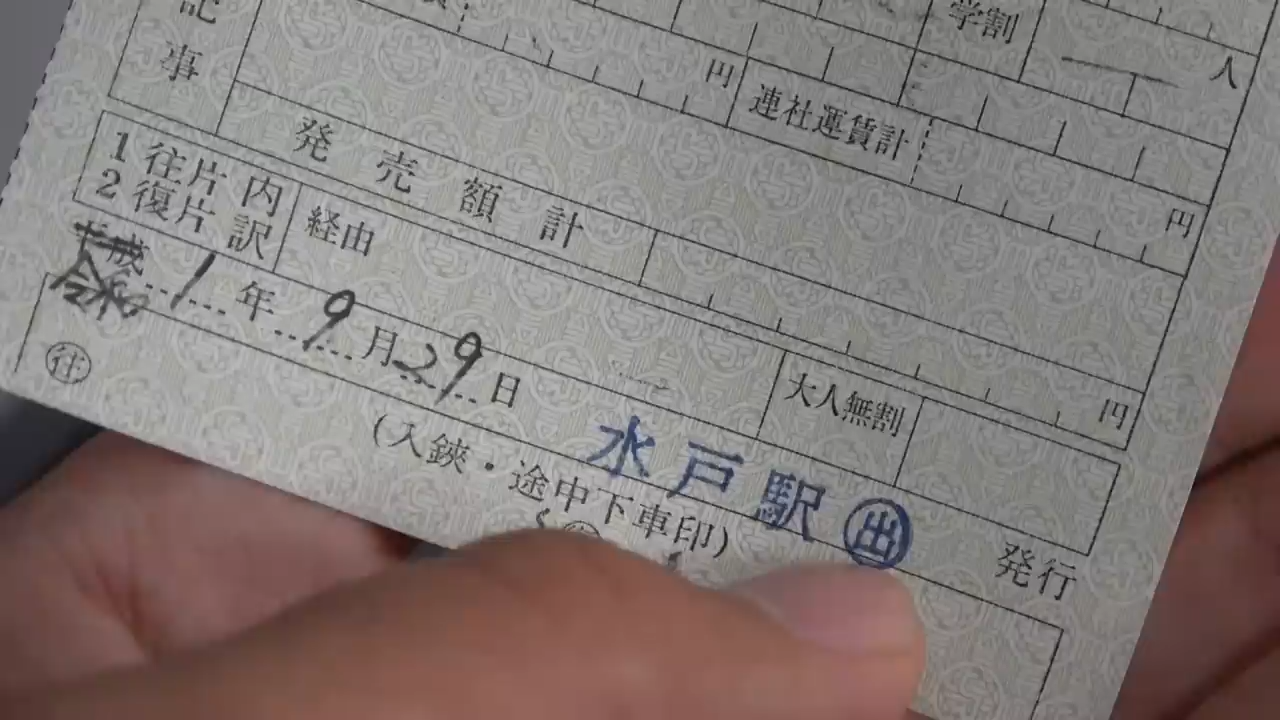 学割
人
記事
円
連社運賃計
円
発売額計
円
1 往片
2 復片
内訳
経由
大人無割
平成
令和 1年9月29日
水戸駅 出
発行
往
(入鋏・途中下車印)